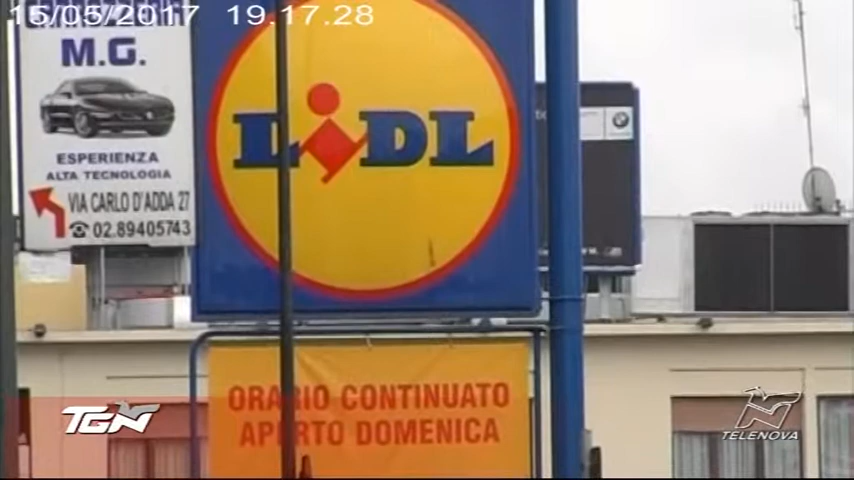 15/05/2017 19.17.28
M.G.
ESPERIENZA
ALTA TECNOLOGIA
VIA CARLO D'ADDA 27
02.89405743
LIDL
ORARIO CONTINUATO
APERTO DOMENICA
TGN
TELENOVA